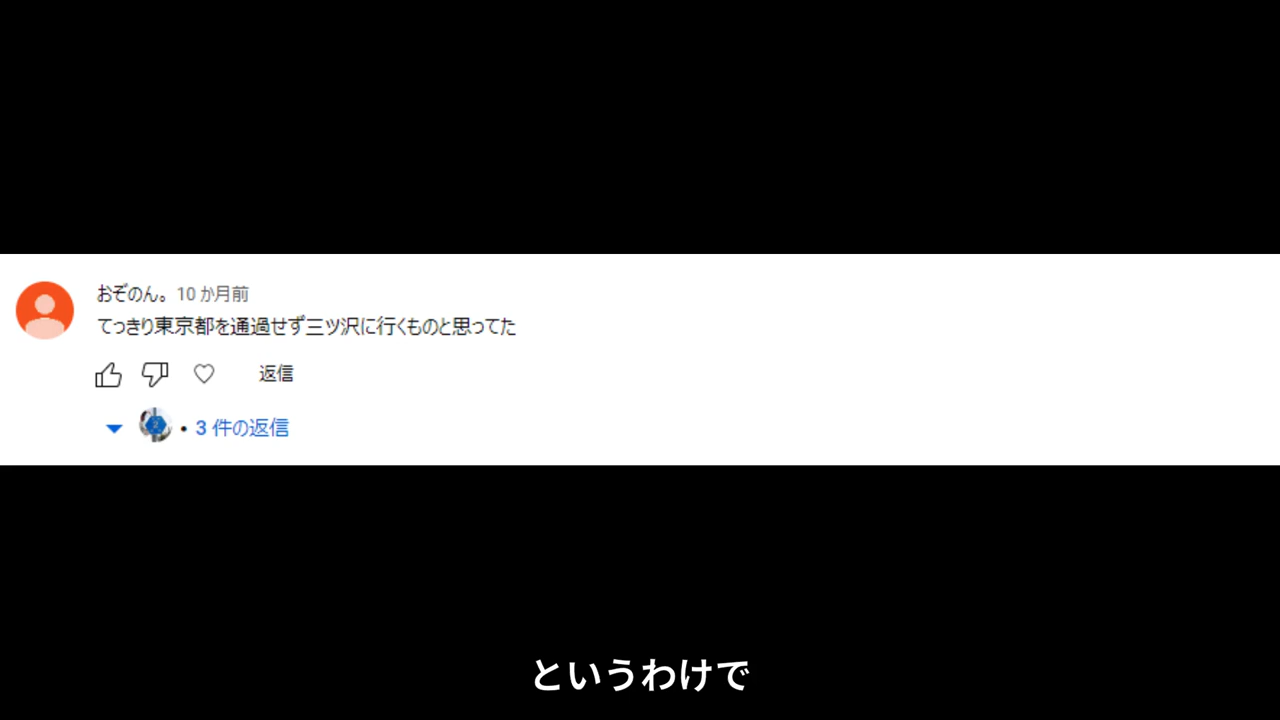 おぞのん。 10 か月前
てっきり東京都を通過せず三ツ沢に行くものと思ってた
返信
• 3 件の返信
というわけで